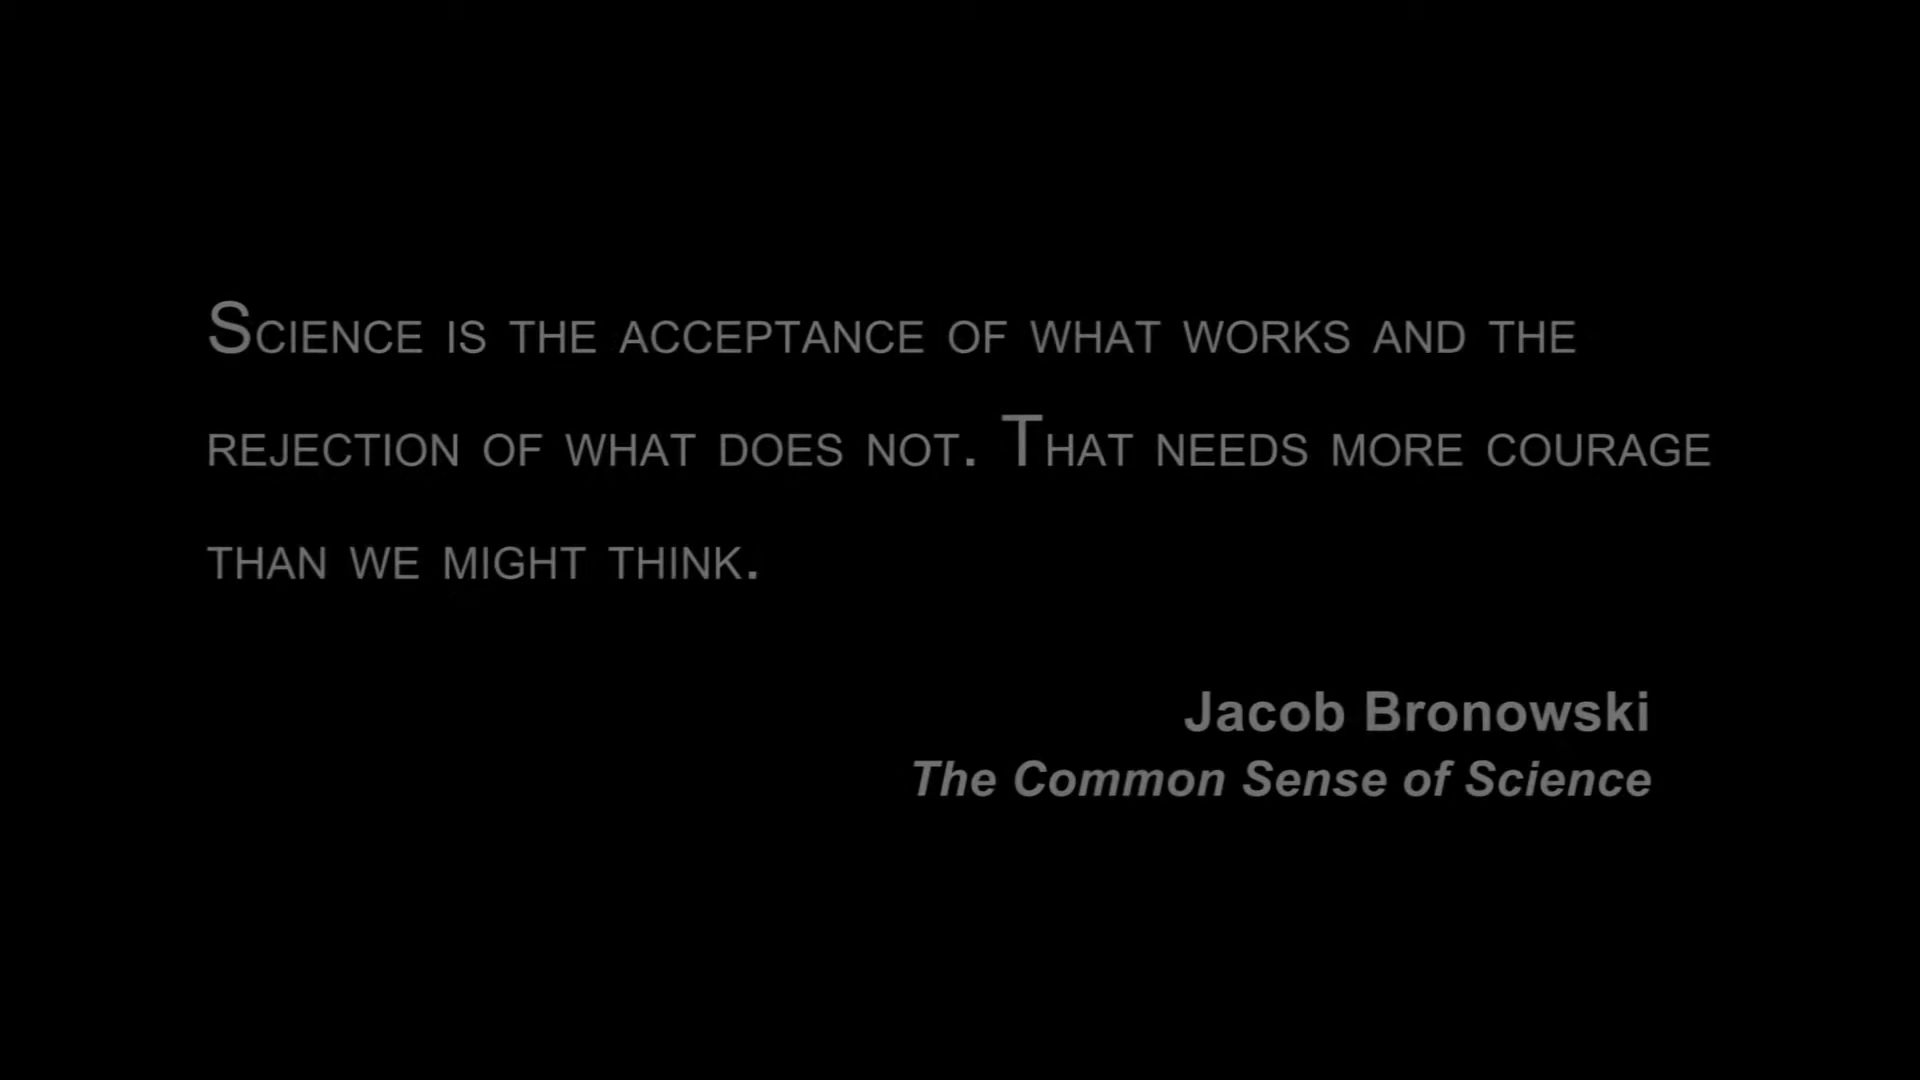 Science is the acceptance of what works and the
rejection of what does not. That needs more courage
than we might think.
Jacob Bronowski
The Common Sense of Science